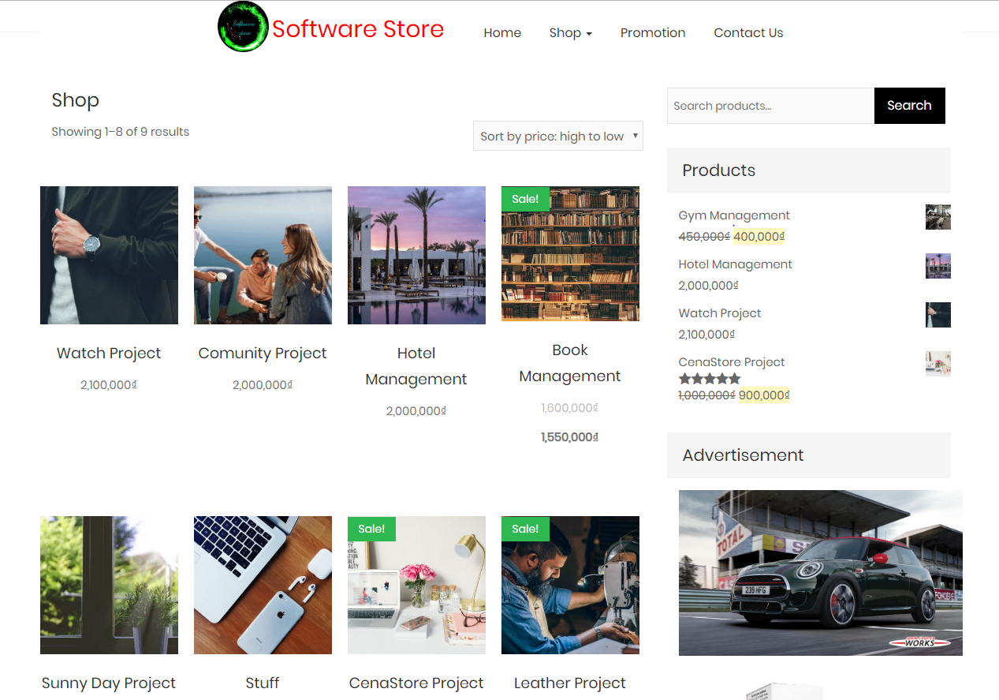 Software
store
Software Store
Home
Shop
Promotion
Contact Us
Shop
Showing 1–8 of 9 results
Sort by price: high to low
Search products…
Search
Products
Gym Management
450,000₫ 400,000₫
Hotel Management
2,000,000₫
Watch Project
2,100,000₫
CenaStore Project
1,000,000₫ 900,000₫
Watch Project
2,100,000₫
Comunity Project
2,000,000₫
Hotel
Management
2,000,000₫
Sale!
Book
Management
1,600,000₫
1,550,000₫
Advertisement
TOTAL
239 HFG
WORKS
Sunny Day Project
Stuff
Sale!
CenaStore Project
Sale!
Leather Project